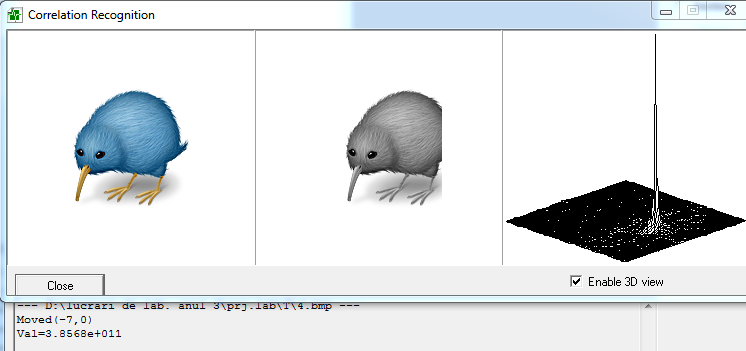 Correlation Recognition
Close
Enable 3D view
--- D:\lucrari de lab. anul 3\prj.lab\T\4.bmp ---
Moved(-7,0)
Val=3.8568e+011